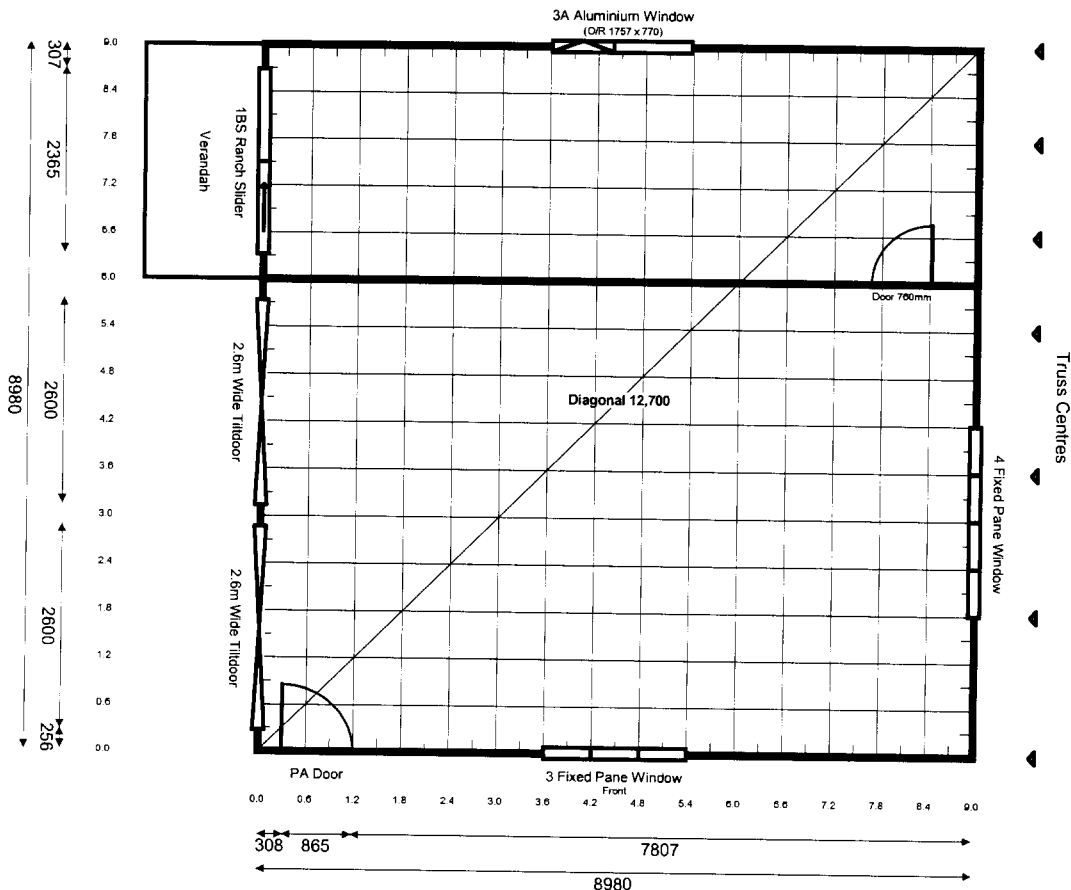 3A Aluminium Window
(O/R 1757 x 770)
307
2365
2600
2600
256
8980
9.0
8.4
7.8
7.2
6.6
6.0
5.4
4.8
4.2
3.6
3.0
2.4
1.8
1.2
0.6
0.0
Verandah
1BS Ranch Slider
2.6m Wide Tiltdoor
2.6m Wide Tiltdoor
Door 760mm
Diagonal 12,700
4 Fixed Pane Window
Truss Centres
PA Door
3 Fixed Pane Window
Front
0.0 0.6 1.2 1.8 2.4 3.0 3.6 4.2 4.8 5.4 6.0 6.6 7.2 7.8 8.4 9.0
308 865 7807
8980